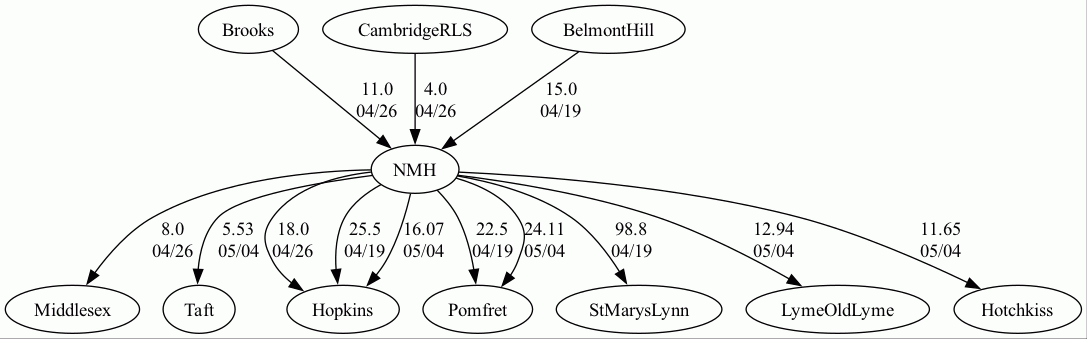 Brooks
CambridgeRLS
BelmontHill
11.0
04/26
4.0
04/26
15.0
04/19
NMH
8.0
04/26
5.53
05/04
18.0
04/26
25.5
04/19
16.07
05/04
22.5
04/19
24.11
05/04
98.8
04/19
12.94
05/04
11.65
05/04
Middlesex
Taft
Hopkins
Pomfret
StMarysLynn
LymeOldLyme
Hotchkiss